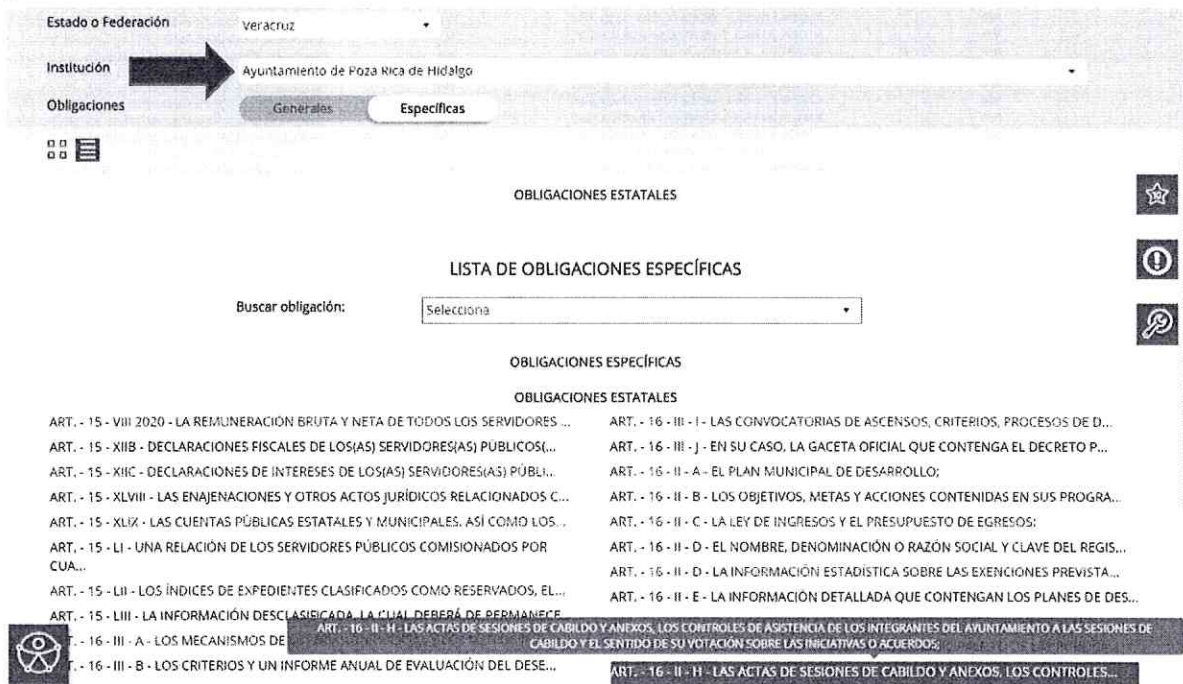 Estado o Federación
Veracruz
Institución
Ayuntamiento de Poza Rica de Hidalgo
Obligaciones
Generales
Específicas
OBLIGACIONES ESTATALES
LISTA DE OBLIGACIONES ESPECÍFICAS
Buscar obligación:
Selecciona
OBLIGACIONES ESPECÍFICAS
OBLIGACIONES ESTATALES
ART. - 15 - VIII 2020 - LA REMUNERACIÓN BRUTA Y NETA DE TODOS LOS SERVIDORES ...
ART. - 15 - XIIB - DECLARACIONES FISCALES DE LOS(AS) SERVIDORES(AS) PÚBLICOS(...
ART. - 15 - XIIC - DECLARACIONES DE INTERESES DE LOS(AS) SERVIDORES(AS) PÚBLI...
ART. - 15 - XLVIII - LAS ENAJENACIONES Y OTROS ACTOS JURÍDICOS RELACIONADOS C...
ART. - 15 - XLIX - LAS CUENTAS PÚBLICAS ESTATALES Y MUNICIPALES, ASÍ COMO LOS...
ART. - 15 - LI - UNA RELACIÓN DE LOS SERVIDORES PÚBLICOS COMISIONADOS POR
CUA...
ART. - 15 - LII - LOS ÍNDICES DE EXPEDIENTES CLASIFICADOS COMO RESERVADOS, EL...
ART. - 15 - LIII - LA INFORMACIÓN DESCLASIFICADA, LA CUAL DEBERÁ DE PERMANECE...
T. - 16 - III - A - LOS MECANISMOS DE
T. - 16 - III - B - LOS CRITERIOS Y UN INFORME ANUAL DE EVALUACIÓN DEL DESE...
ART. - 16 - III - I - LAS CONVOCATORIAS DE ASCENSOS, CRITERIOS, PROCESOS DE D...
ART. - 16 - III - J - EN SU CASO, LA GACETA OFICIAL QUE CONTENGA EL DECRETO P...
ART. - 16 - II - A - EL PLAN MUNICIPAL DE DESARROLLO;
ART. - 16 - II - B - LOS OBJETIVOS, METAS Y ACCIONES CONTENIDAS EN SUS PROGRA...
ART. - 16 - II - C - LA LEY DE INGRESOS Y EL PRESUPUESTO DE EGRESOS;
ART. - 16 - II - D - EL NOMBRE, DENOMINACIÓN O RAZÓN SOCIAL Y CLAVE DEL REGIS...
ART. - 16 - II - D - LA INFORMACIÓN ESTADÍSTICA SOBRE LAS EXENCIONES PREVISTA...
ART. - 16 - II - E - LA INFORMACIÓN DETALLADA QUE CONTENGAN LOS PLANES DE DES...
ART. - 16 - II - H - LAS ACTAS DE SESIONES DE CABILDO Y ANEXOS, LOS CONTROLES DE ASISTENCIA DE LOS INTEGRANTES DEL AYUNTAMIENTO A LAS SESIONES DE
CABILDO Y EL SENTIDO DE SU VOTACIÓN SOBRE LAS INICIATIVAS O ACUERDOS;
ART. - 16 - II - H - LAS ACTAS DE SESIONES DE CABILDO Y ANEXOS, LOS CONTROLES...